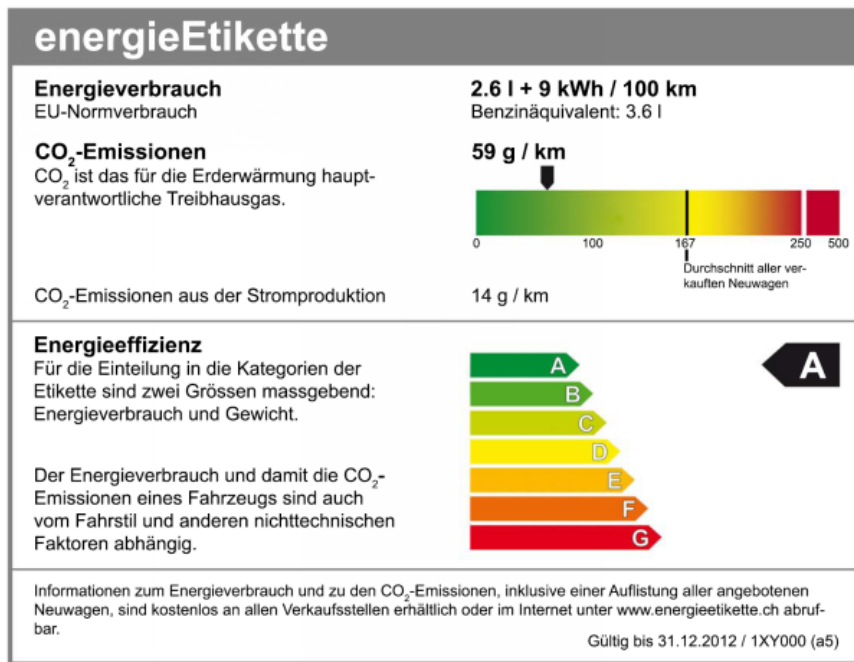 energieEtikette
Energieverbrauch
2.6 l + 9 kWh / 100 km
EU-Normverbrauch
Benzinäquivalent: 3.6 l
CO₂-Emissionen
59 g / km
CO₂ ist das für die Erderwärmung haupt-
verantwortliche Treibhausgas.
0 100 167 250 500
Durchschnitt aller ver-
kauften Neuwagen
CO₂-Emissionen aus der Stromproduktion
14 g / km
Energieeffizienz
Für die Einteilung in die Kategorien der
Etikette sind zwei Grössen massgebend:
Energieverbrauch und Gewicht.
Der Energieverbrauch und damit die CO₂-
Emissionen eines Fahrzeugs sind auch
vom Fahrstil und anderen nichttechnischen
Faktoren abhängig.
A
B
C
D
E
F
G
A
Informationen zum Energieverbrauch und zu den CO₂-Emissionen, inklusive einer Auflistung aller angebotenen
Neuwagen, sind kostenlos an allen Verkaufsstellen erhältlich oder im Internet unter www.energieetikette.ch abruf-
bar.
Gültig bis 31.12.2012 / 1XY000 (a5)